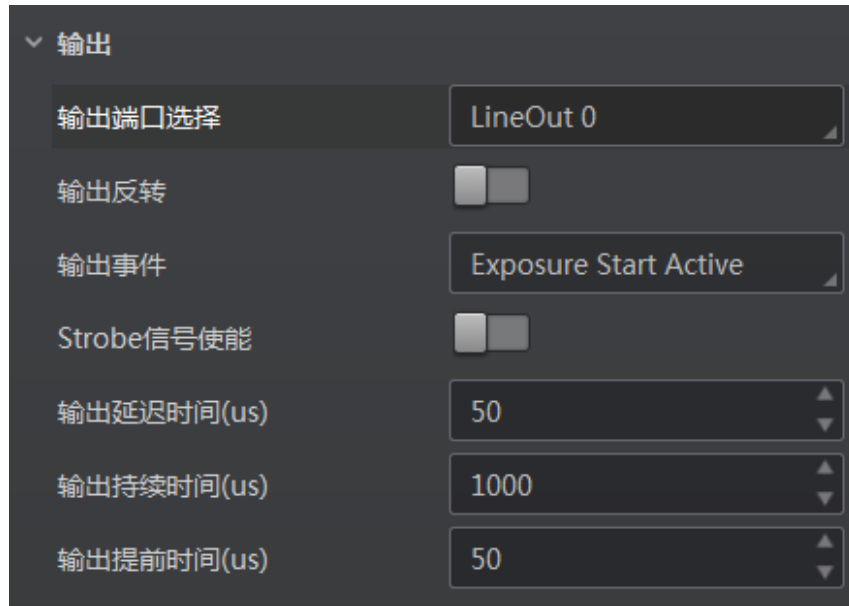 输出
输出端口选择 LineOut 0
输出反转
输出事件 Exposure Start Active
Strobe信号使能
输出延迟时间(us) 50
输出持续时间(us) 1000
输出提前时间(us) 50